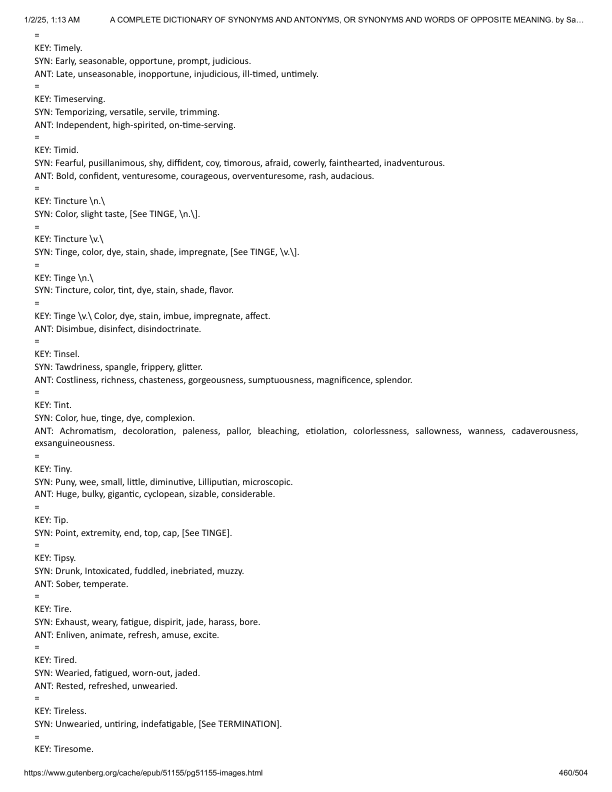 1/2/25, 1:13 AM A COMPLETE DICTIONARY OF SYNONYMS AND ANTONYMS, OR SYNONYMS AND WORDS OF OPPOSITE MEANING. by Sa…
=
KEY: Timely.
SYN: Early, seasonable, opportune, prompt, judicious.
ANT: Late, unseasonable, inopportune, injudicious, ill-timed, untimely.
=
KEY: Timeserving.
SYN: Temporizing, versatile, servile, trimming.
ANT: Independent, high-spirited, on-time-serving.
=
KEY: Timid.
SYN: Fearful, pusillanimous, shy, diffident, coy, timorous, afraid, cowerly, fainthearted, inadventurous.
ANT: Bold, confident, venturesome, courageous, overventuresome, rash, audacious.
=
KEY: Tincture \n.\
SYN: Color, slight taste, [See TINGE, \n.\].
=
KEY: Tincture \v.\
SYN: Tinge, color, dye, stain, shade, impregnate, [See TINGE, \v.\].
=
KEY: Tinge \n.\
SYN: Tincture, color, tint, dye, stain, shade, flavor.
=
KEY: Tinge \v.\ Color, dye, stain, imbue, impregnate, affect.
ANT: Disimbue, disinfect, disindoctrinate.
=
KEY: Tinsel.
SYN: Tawdriness, spangle, frippery, glitter.
ANT: Costliness, richness, chasteness, gorgeousness, sumptuousness, magnificence, splendor.
=
KEY: Tint.
SYN: Color, hue, tinge, dye, complexion.
ANT: Achromatism, decoloration, paleness, pallor, bleaching, etiolation, colorlessness, sallowness, wanness, cadaverousness,
exsanguineousness.
=
KEY: Tiny.
SYN: Puny, wee, small, little, diminutive, Lilliputian, microscopic.
ANT: Huge, bulky, gigantic, cyclopean, sizable, considerable.
=
KEY: Tip.
SYN: Point, extremity, end, top, cap, [See TINGE].
=
KEY: Tipsy.
SYN: Drunk, Intoxicated, fuddled, inebriated, muzzy.
ANT: Sober, temperate.
=
KEY: Tire.
SYN: Exhaust, weary, fatigue, dispirit, jade, harass, bore.
ANT: Enliven, animate, refresh, amuse, excite.
=
KEY: Tired.
SYN: Wearied, fatigued, worn-out, jaded.
ANT: Rested, refreshed, unwearied.
=
KEY: Tireless.
SYN: Unwearied, untiring, indefatigable, [See TERMINATION].
=
KEY: Tiresome.
https://www.gutenberg.org/cache/epub/51155/pg51155-images.html 460/504